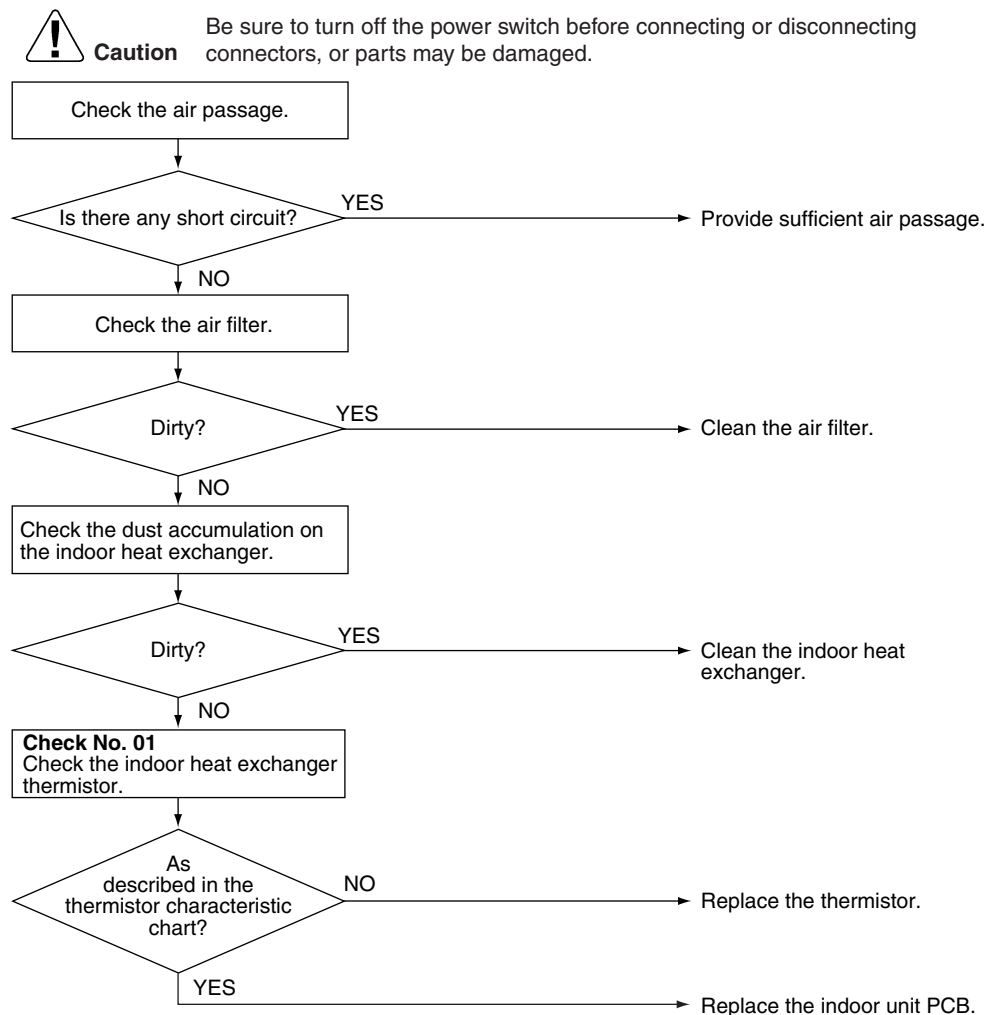 Be sure to turn off the power switch before connecting or disconnecting
Caution connectors, or parts may be damaged.
Check the air passage.
Is there any short circuit?
YES
Provide sufficient air passage.
NO
Check the air filter.
Dirty?
YES
Clean the air filter.
NO
Check the dust accumulation on
the indoor heat exchanger.
Dirty?
YES
Clean the indoor heat
exchanger.
NO
Check No. 01
Check the indoor heat exchanger
thermistor.
As
described in the
thermistor characteristic
chart?
NO
Replace the thermistor.
YES
Replace the indoor unit PCB.